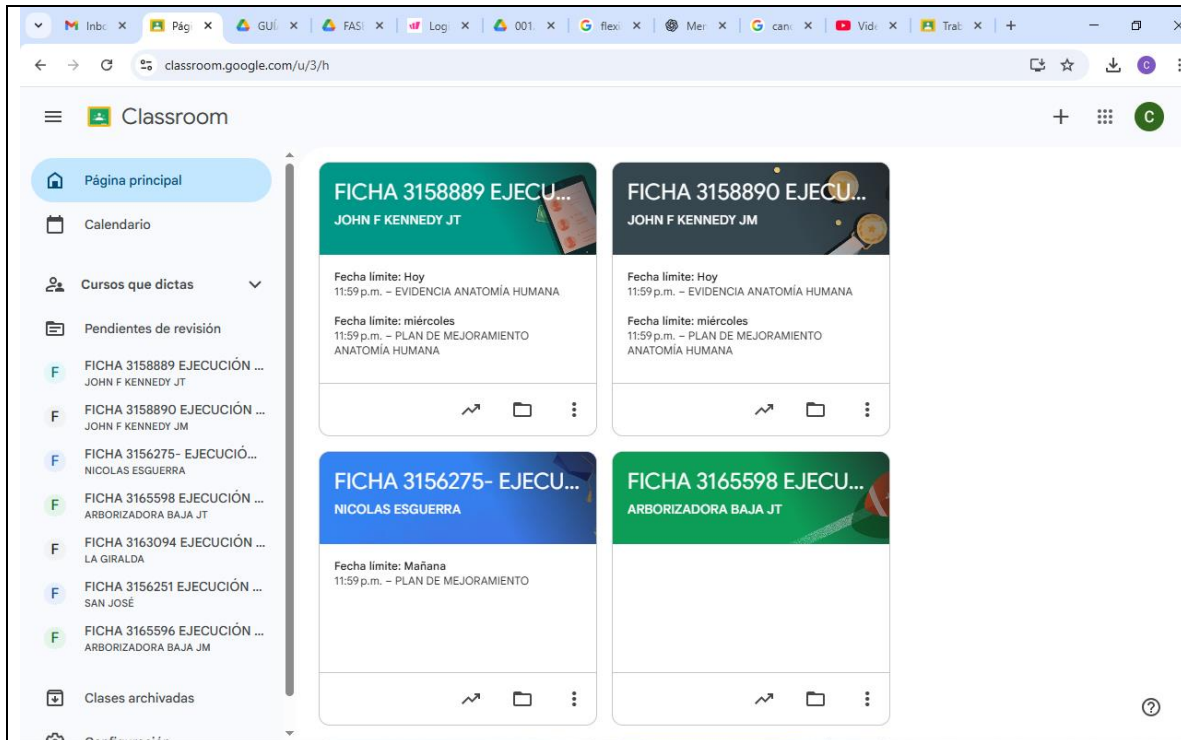 Inbc
Pág
GUÍ
FASI
Logi
001.
flexi
Mer
canc
Vide
Trab
classroom.google.com/u/3/h
C
Classroom
C
Página principal
Calendario
Cursos que dictas
Pendientes de revisión
F FICHA 3158889 EJECUCIÓN ...
JOHN F KENNEDY JT
F FICHA 3158890 EJECUCIÓN ...
JOHN F KENNEDY JM
F FICHA 3156275- EJECUCIÓ...
NICOLAS ESGUERRA
F FICHA 3165598 EJECUCIÓN ...
ARBORIZADORA BAJA JT
F FICHA 3163094 EJECUCIÓN ...
LA GIRALDA
F FICHA 3156251 EJECUCIÓN ...
SAN JOSÉ
F FICHA 3165596 EJECUCIÓN ...
ARBORIZADORA BAJA JM
Clases archivadas
Configuración
FICHA 3158889 EJECU...
JOHN F KENNEDY JT
Fecha límite: Hoy
11:59 p.m. – EVIDENCIA ANATOMÍA HUMANA
Fecha límite: miércoles
11:59 p.m. – PLAN DE MEJORAMIENTO
ANATOMÍA HUMANA
FICHA 3158890 EJECU...
JOHN F KENNEDY JM
Fecha límite: Hoy
11:59 p.m. – EVIDENCIA ANATOMÍA HUMANA
Fecha límite: miércoles
11:59 p.m. – PLAN DE MEJORAMIENTO
ANATOMÍA HUMANA
FICHA 3156275- EJECU...
NICOLAS ESGUERRA
Fecha límite: Mañana
11:59 p.m. – PLAN DE MEJORAMIENTO
FICHA 3165598 EJECU...
ARBORIZADORA BAJA JT